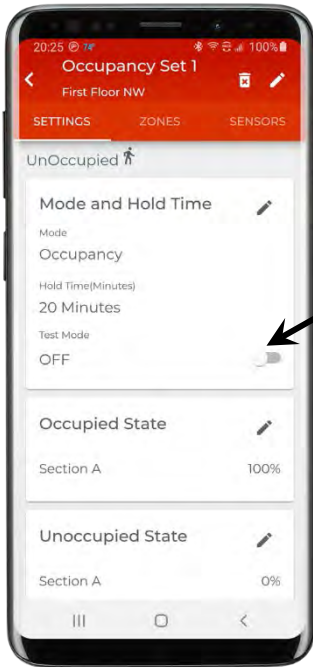 20:25 74° 100%
Occupancy Set 1
First Floor NW
SETTINGS ZONES SENSORS
UnOccupied
Mode and Hold Time
Mode
Occupancy
Hold Time(Minutes)
20 Minutes
Test Mode
OFF
Occupied State
Section A 100%
Unoccupied State
Section A 0%